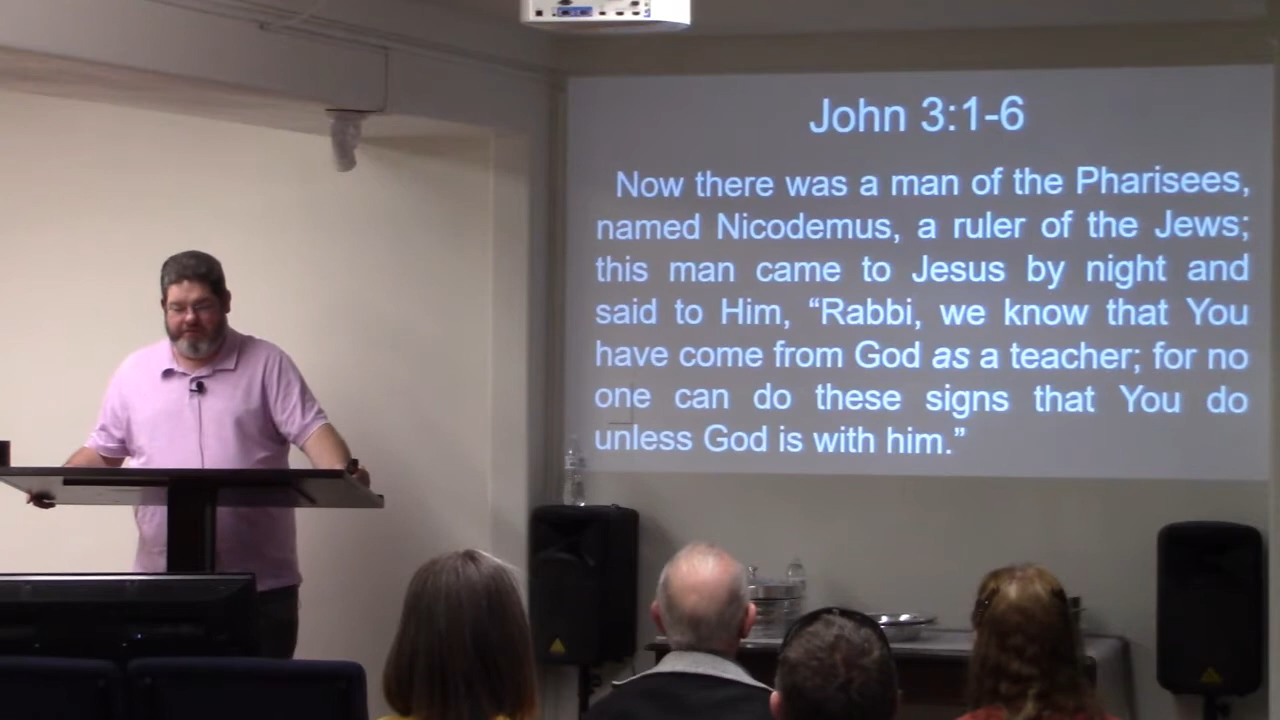 John 3:1-6
Now there was a man of the Pharisees,
named Nicodemus, a ruler of the Jews;
this man came to Jesus by night and
said to Him, “Rabbi, we know that You
have come from God as a teacher; for no
one can do these signs that You do
unless God is with him.”